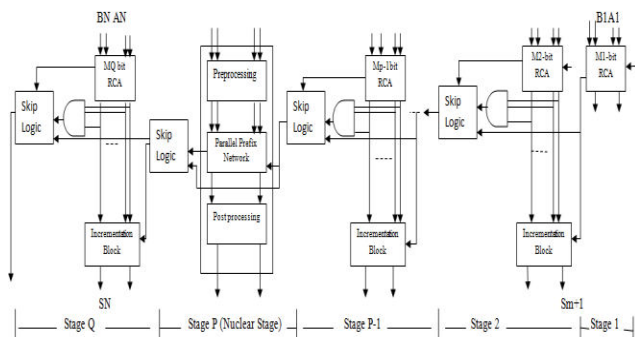 BN AN
B1A1
MQ bit
RCA
Preprocessing
Mp-1bit
RCA
M2-bit
RCA
M1-bit
RCA
Skip
Logic
Skip
Logic
Parallel Prefix
Network
Skip
Logic
Skip
Logic
Incrementation
Block
Post processing
Incrementation
Block
Incrementation
Block
SN
Sm+1
Stage Q
Stage P (Nuclear Stage)
Stage P-1
Stage 2
Stage 1